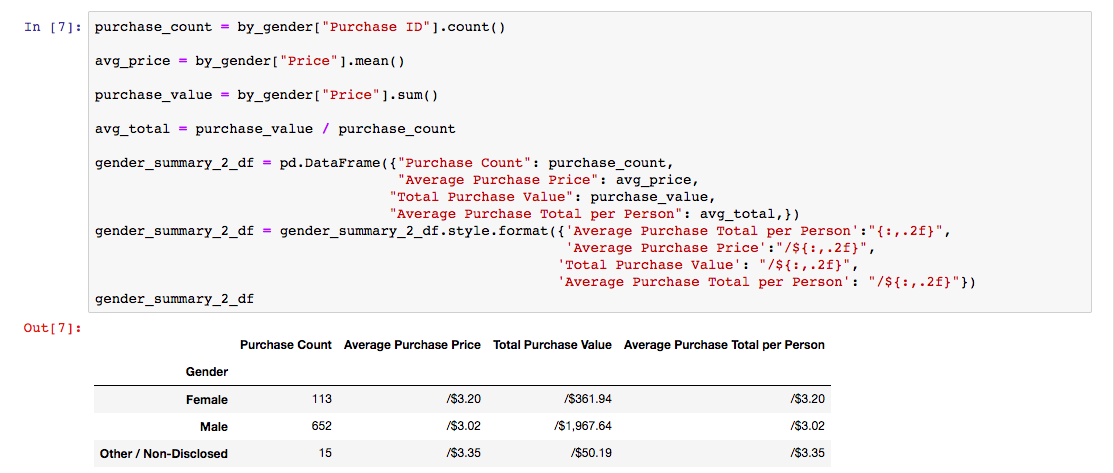 In [7]: purchase_count = by_gender["Purchase ID"].count()
avg_price = by_gender["Price"].mean()
purchase_value = by_gender["Price"].sum()
avg_total = purchase_value / purchase_count
gender_summary_2_df = pd.DataFrame({"Purchase Count": purchase_count,
"Average Purchase Price": avg_price,
"Total Purchase Value": purchase_value,
"Average Purchase Total per Person": avg_total,})
gender_summary_2_df = gender_summary_2_df.style.format({'Average Purchase Total per Person':"{:,.2f}",
'Average Purchase Price':"/${:,.2f}",
'Total Purchase Value': "/${:,.2f}",
'Average Purchase Total per Person': "/${:,.2f}"})
gender_summary_2_df
Out[7]:
Purchase Count Average Purchase Price Total Purchase Value Average Purchase Total per Person
Gender
Female 113 /$3.20 /$361.94 /$3.20
Male 652 /$3.02 /$1,967.64 /$3.02
Other / Non-Disclosed 15 /$3.35 /$50.19 /$3.35